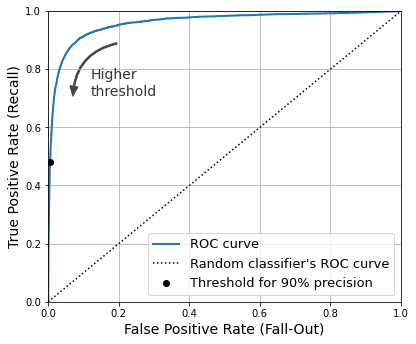 1.0
0.8
0.6
0.4
0.2
0.0
True Positive Rate (Recall)
Higher
threshold
ROC curve
Random classifier's ROC curve
Threshold for 90% precision
0.0 0.2 0.4 0.6 0.8 1.0
False Positive Rate (Fall-Out)